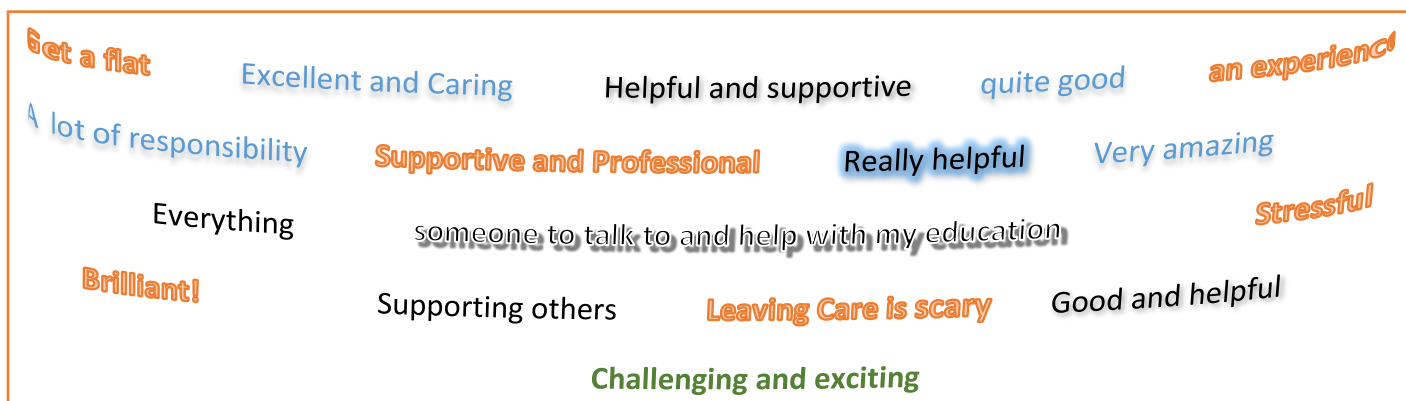 Get a flat
Excellent and Caring
Helpful and supportive
quite good
an experience
A lot of responsibility
Supportive and Professional
Really helpful
Very amazing
Everything
someone to talk to and help with my education
Stressful
Brilliant!
Supporting others
Leaving Care is scary
Good and helpful
Challenging and exciting